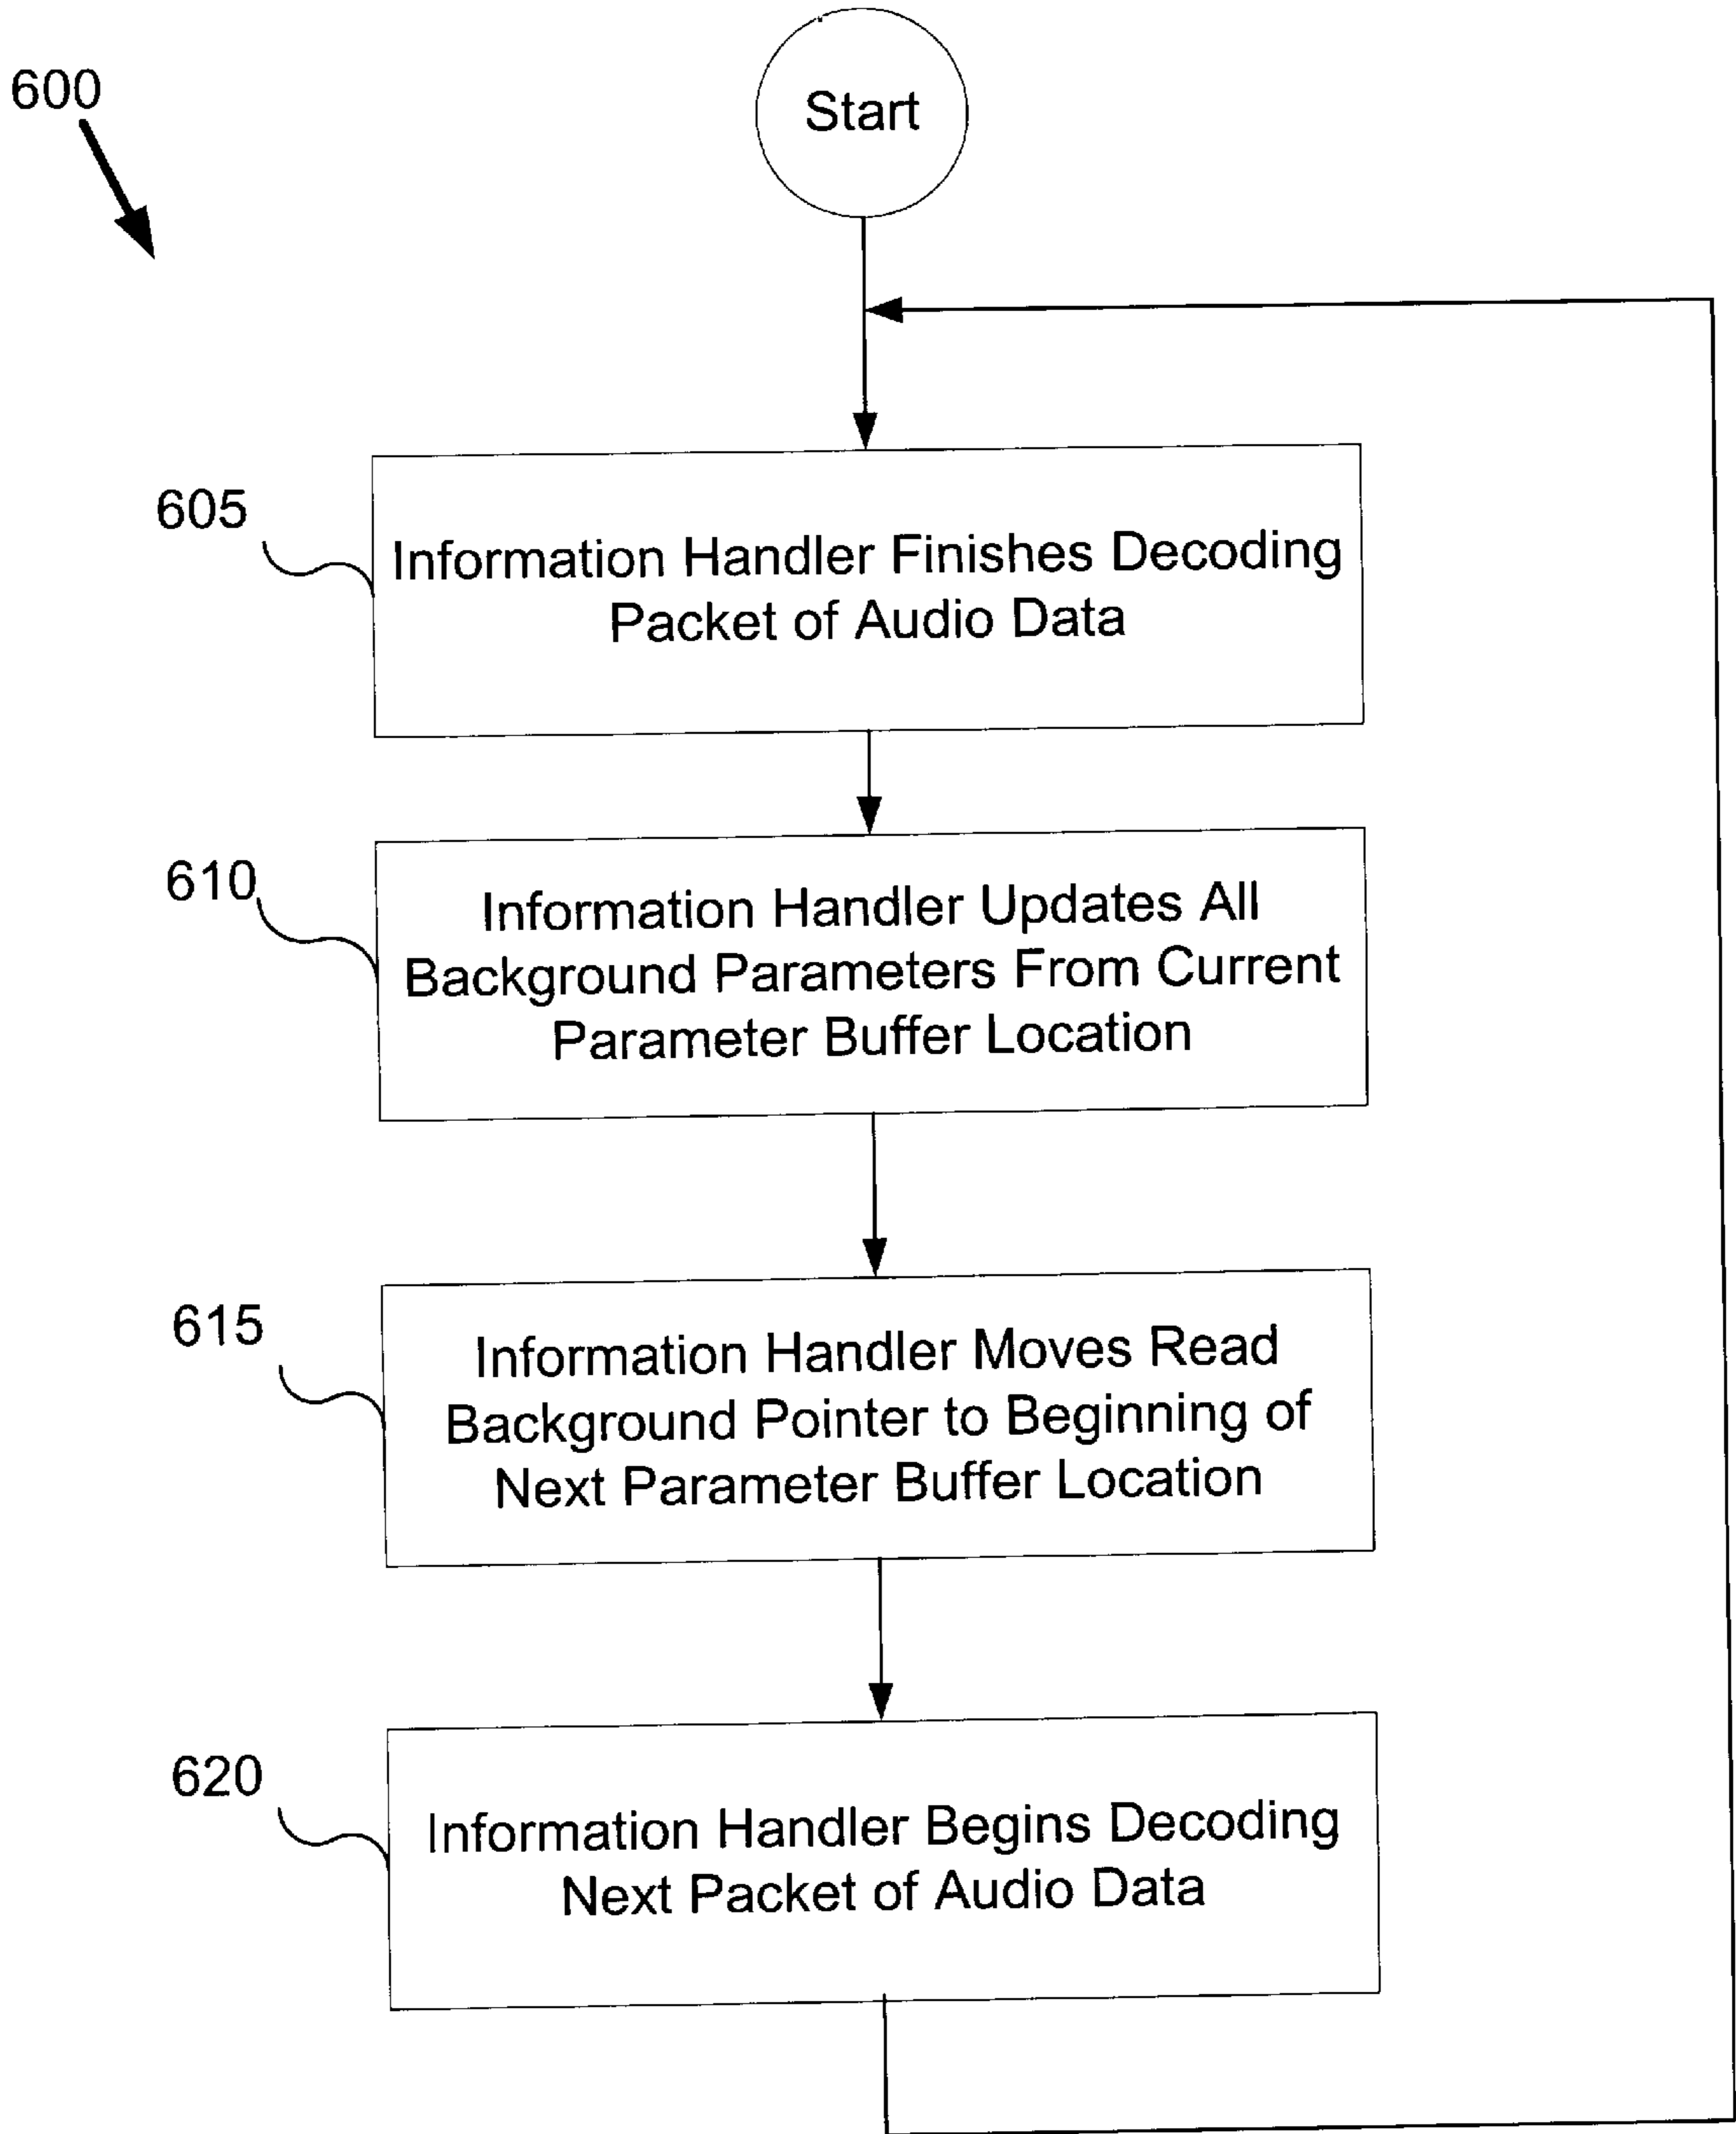 600
Start
605
Information Handler Finishes Decoding
Packet of Audio Data
610
Information Handler Updates All
Background Parameters From Current
Parameter Buffer Location
615
Information Handler Moves Read
Background Pointer to Beginning of
Next Parameter Buffer Location
620
Information Handler Begins Decoding
Next Packet of Audio Data